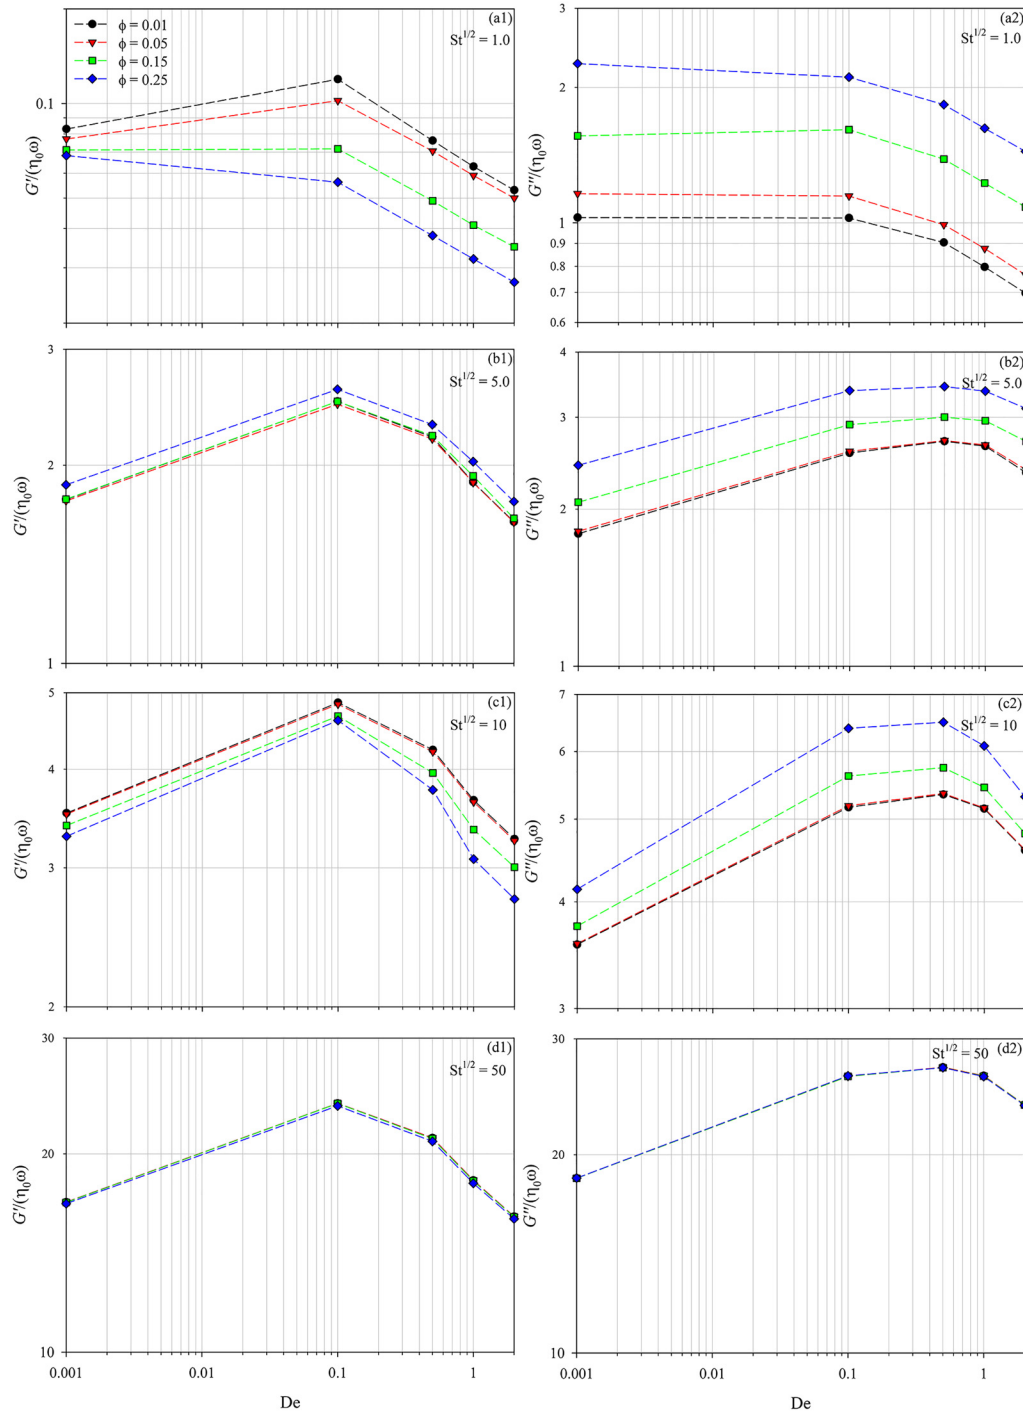 (a1)
St^1/2 = 1.0
ϕ = 0.01
ϕ = 0.05
ϕ = 0.15
ϕ = 0.25
0.1
G'/(η₀ω)
(a2)
St^1/2 = 1.0
3
2
1
0.9
0.8
0.7
0.6
G''/(η₀ω)
(b1)
St^1/2 = 5.0
3
2
1
G'/(η₀ω)
(b2)
St^1/2 = 5.0
4
3
2
1
G''/(η₀ω)
(c1)
St^1/2 = 10
5
4
3
2
G'/(η₀ω)
(c2)
St^1/2 = 10
7
6
5
4
3
G''/(η₀ω)
(d1)
St^1/2 = 50
30
20
10
G'/(η₀ω)
0.001 0.01 0.1 1
De
(d2)
St^1/2 = 50
30
20
10
G''/(η₀ω)
0.001 0.01 0.1 1
De